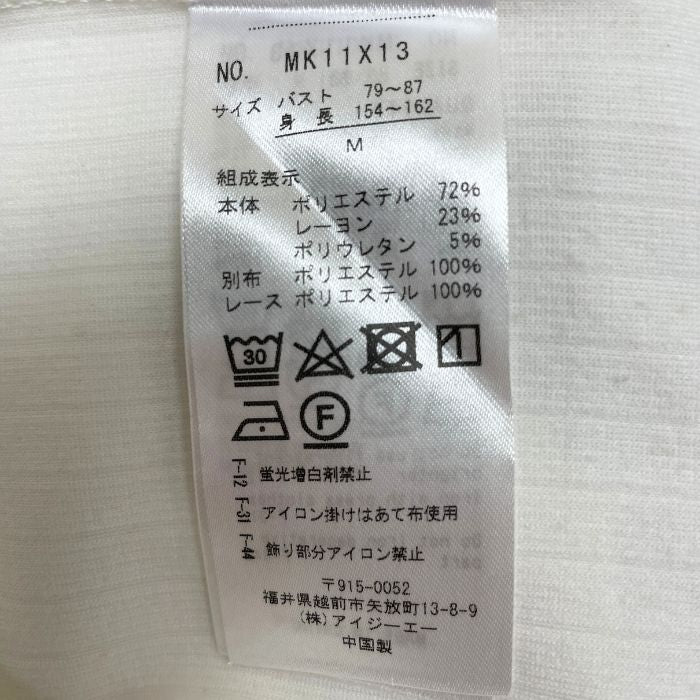 NO. MK11X13
サイズ バスト 79～87
身長 154～162
M
組成表示
本体 ポリエステル 72%
レーヨン 23%
ポリウレタン 5%
別布 ポリエステル 100%
レース ポリエステル 100%
30
F
F-12 蛍光増白剤禁止
F-31 アイロン掛けはあて布使用
F-44 飾り部分アイロン禁止
〒915-0052
福井県越前市矢放町13-8-9
(株)アイジーエー
中国製